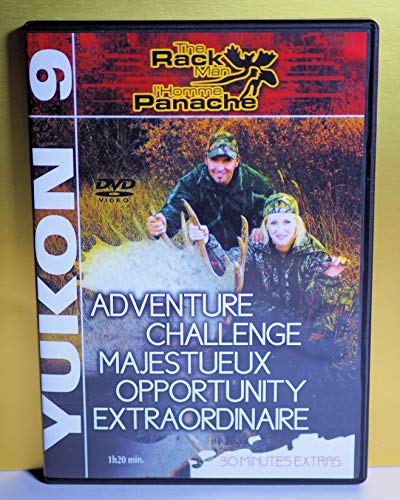 The
Rack
Man
l'Homme
Panache
YUKON 9
DVD
VIDEO
ADVENTURE
CHALLENGE
MAJESTUEUX
OPPORTUNITY
EXTRAORDINAIRE
1h20 min.
30 MINUTES EXTRAS